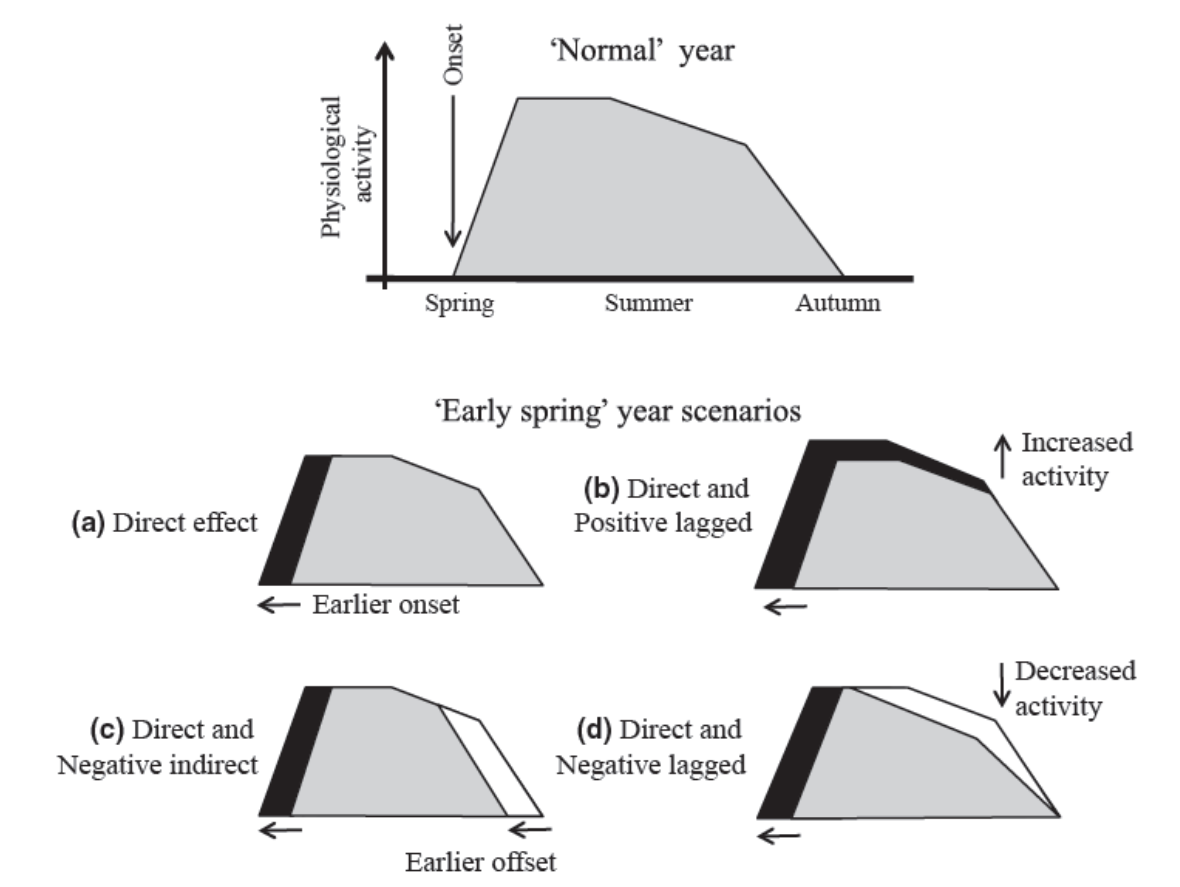 ‘Normal’ year
Onset
Physiological
activity
Spring
Summer
Autumn
‘Early spring’ year scenarios
(a) Direct effect
Earlier onset
(b) Direct and
Positive lagged
Increased
activity
(c) Direct and
Negative indirect
Earlier offset
(d) Direct and
Negative lagged
Decreased
activity